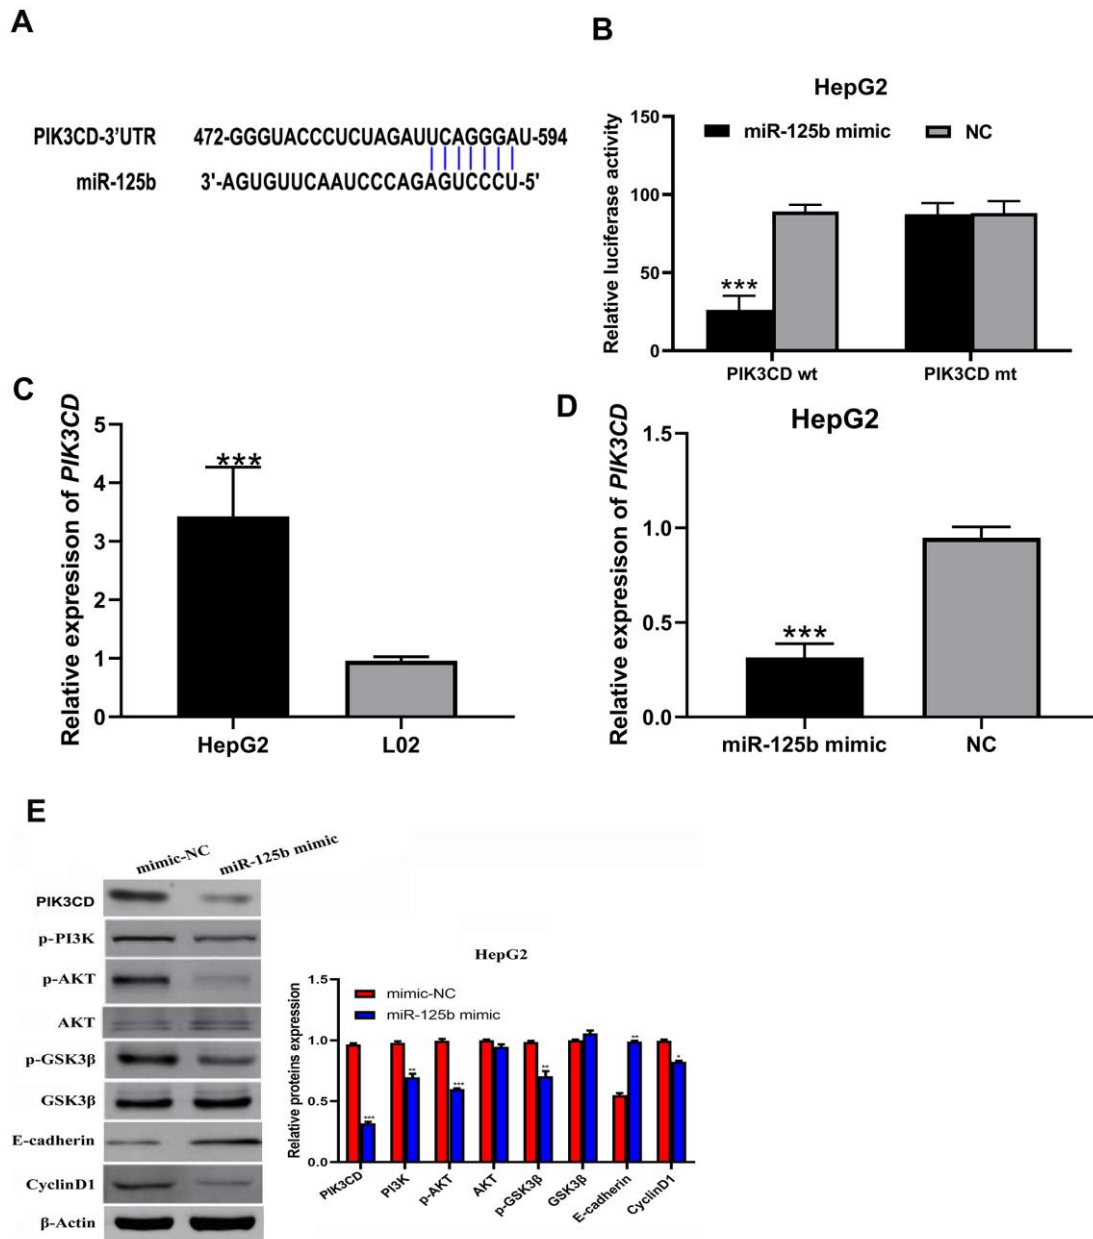 A
PIK3CD-3'UTR 472-GGGUACCCUCUAGAUUCAGGGAU-594
miR-125b 3'-AGUGUUCAAUCCCAGAGUCCCU-5'
B
HepG2
miR-125b mimic NC
Relative luciferase activity
150
100
50
0
***
PIK3CD wt PIK3CD mt
C
Relative expresison of PIK3CD
5
4
3
2
1
0
***
HepG2 L02
D
HepG2
Relative expresison of PIK3CD
1.5
1.0
0.5
0.0
***
miR-125b mimic NC
E
mimic-NC miR-125b mimic
PIK3CD
p-PI3K
p-AKT
AKT
p-GSK3β
GSK3β
E-cadherin
CyclinD1
β-Actin
HepG2
mimic-NC
miR-125b mimic
Relative proteins expression
1.5
1.0
0.5
0.0
*** ** *** ** ** *
PIK3CD PI3K p-AKT AKT p-GSK3β GSK3β E-cadherin CyclinD1